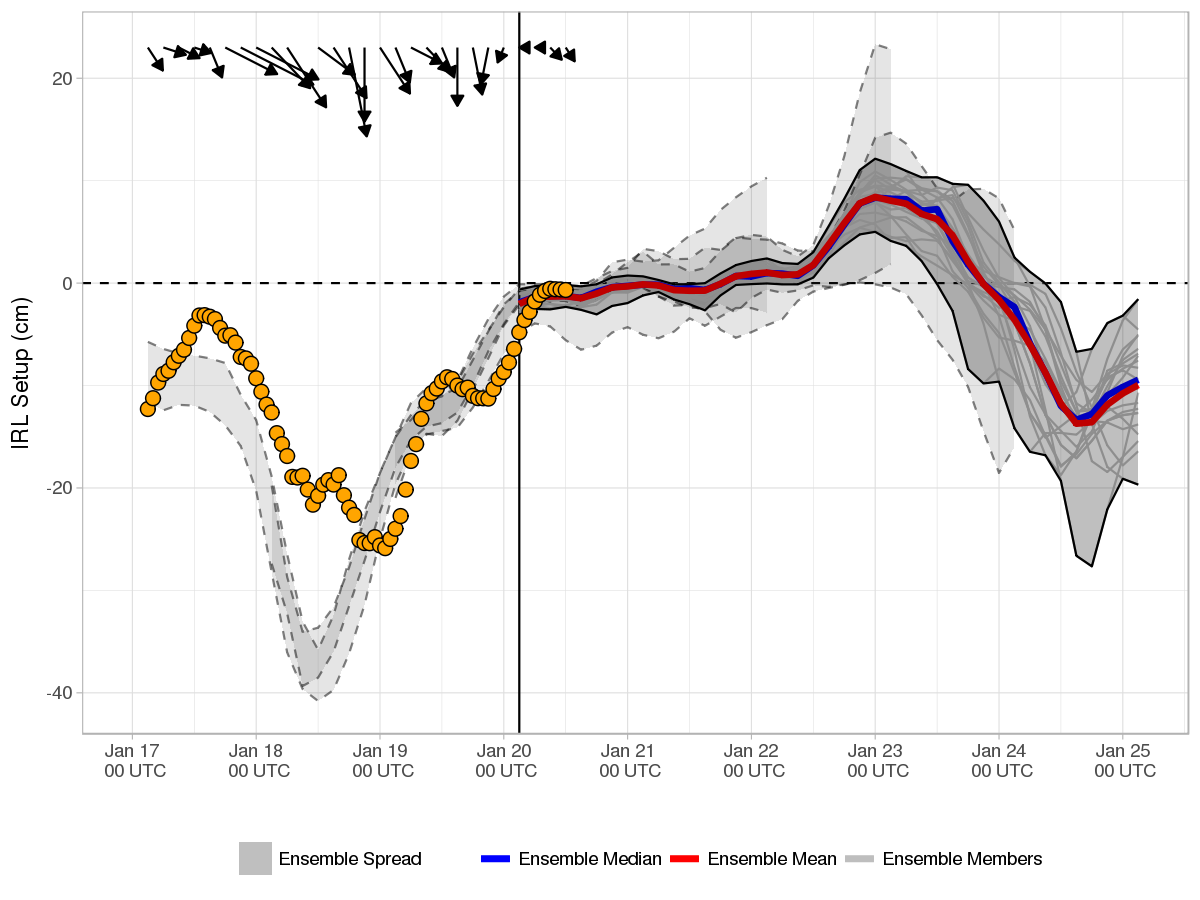 IRL Setup (cm)
20
0
-20
-40
Jan 17 Jan 18 Jan 19 Jan 20 Jan 21 Jan 22 Jan 23 Jan 24 Jan 25
00 UTC 00 UTC 00 UTC 00 UTC 00 UTC 00 UTC 00 UTC 00 UTC 00 UTC
Ensemble Spread Ensemble Median Ensemble Mean Ensemble Members